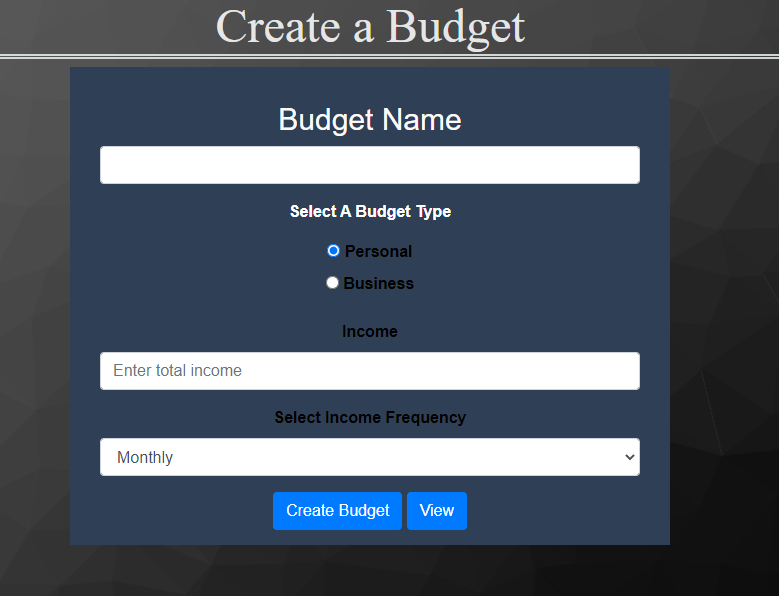 Create a Budget
Budget Name
Select A Budget Type
Personal
Business
Income
Enter total income
Select Income Frequency
Monthly
Create Budget View